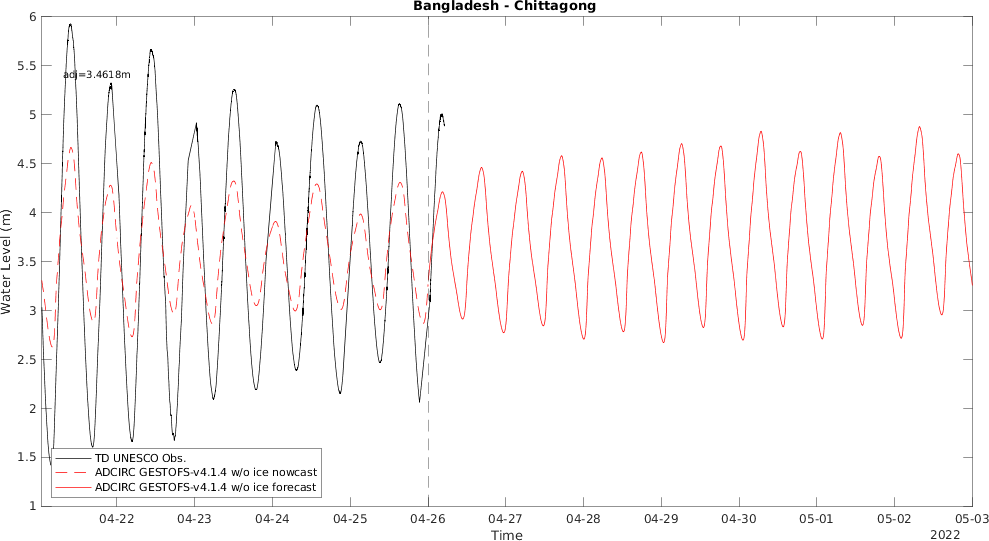 Bangladesh - Chittagong
6
5.5
adj=3.4618m
5
4.5
4
3.5
3
2.5
2
1.5
1
Water Level (m)
TD UNESCO Obs.
ADCIRC GESTOFS-v4.1.4 w/o ice nowcast
ADCIRC GESTOFS-v4.1.4 w/o ice forecast
04-22 04-23 04-24 04-25 04-26 04-27 04-28 04-29 04-30 05-01 05-02 05-03
Time
2022